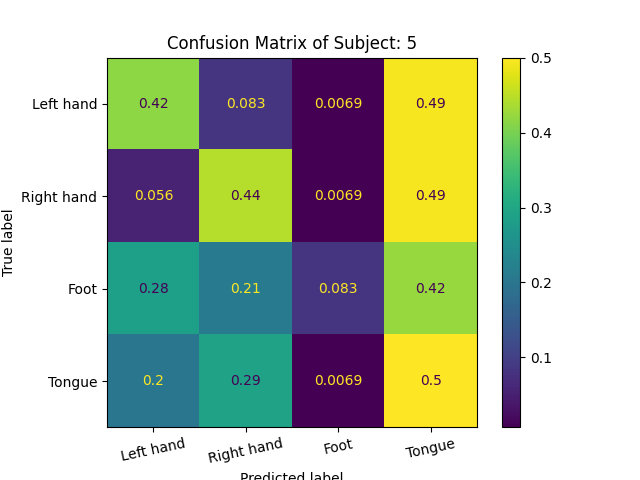 Confusion Matrix of Subject: 5
True label
Left hand 0.42 0.083 0.0069 0.49
Right hand 0.056 0.44 0.0069 0.49
Foot 0.28 0.21 0.083 0.42
Tongue 0.2 0.29 0.0069 0.5
Left hand Right hand Foot Tongue
Predicted label
0.5
0.4
0.3
0.2
0.1